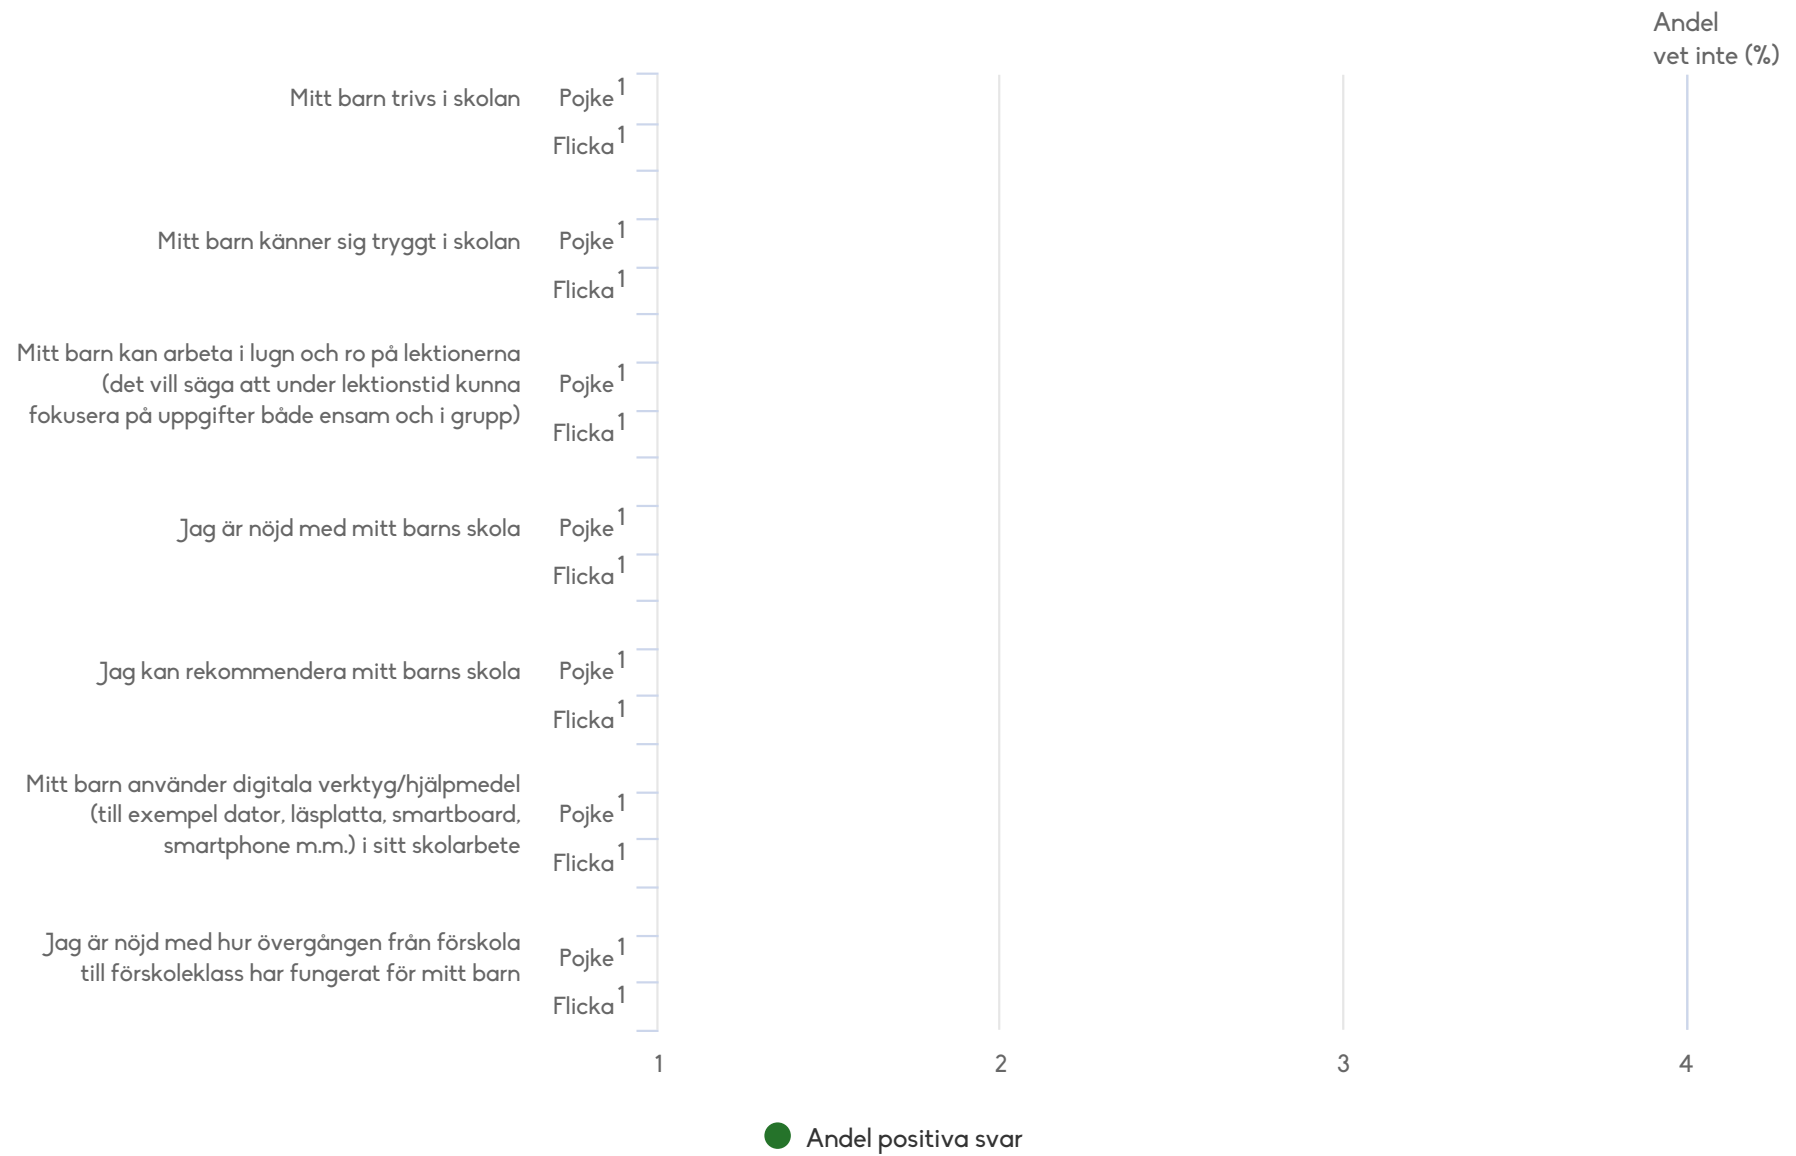 Andel
vet inte (%)
Mitt barn trivs i skolan Pojke 1
Flicka 1
Mitt barn känner sig tryggt i skolan Pojke 1
Flicka 1
Mitt barn kan arbeta i lugn och ro på lektionerna
(det vill säga att under lektionstid kunna Pojke 1
fokusera på uppgifter både ensam och i grupp)
Flicka 1
Jag är nöjd med mitt barns skola Pojke 1
Flicka 1
Jag kan rekommendera mitt barns skola Pojke 1
Flicka 1
Mitt barn använder digitala verktyg/hjälpmedel
(till exempel dator, läsplatta, smartboard, Pojke 1
smartphone m.m.) i sitt skolarbete
Flicka 1
Jag är nöjd med hur övergången från förskola
Pojke 1
till förskoleklass har fungerat för mitt barn
Flicka 1
1 2 3 4
Andel positiva svar